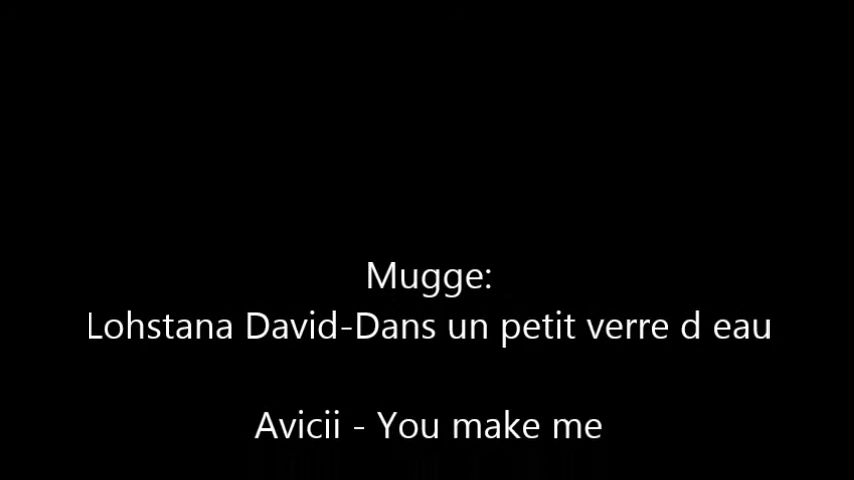 Mugge:
Lohstana David-Dans un petit verre d eau
Avicii - You make me